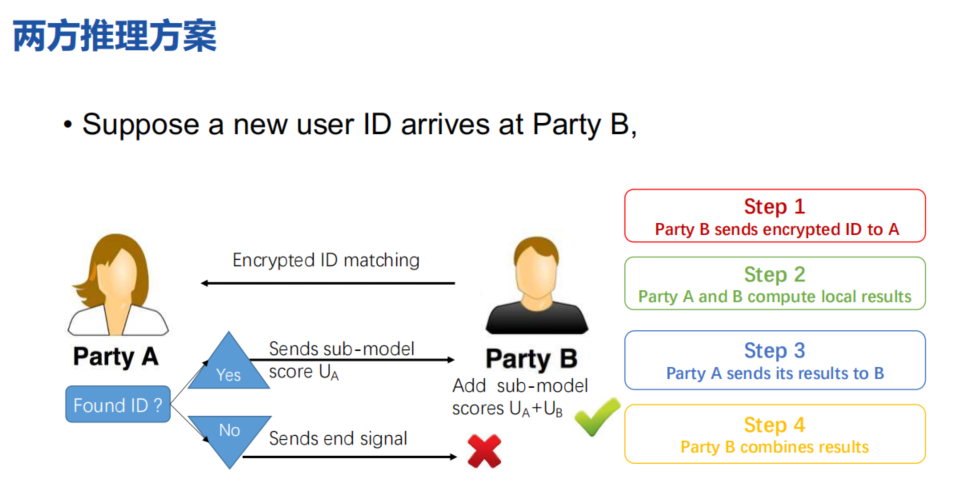 两方推理方案
• Suppose a new user ID arrives at Party B,
Encrypted ID matching
Party A
Found ID ?
Yes
No
Sends sub-model
score UA
Sends end signal
Party B
Add sub-model
scores UA+UB
Step 1
Party B sends encrypted ID to A
Step 2
Party A and B compute local results
Step 3
Party A sends its results to B
Step 4
Party B combines results